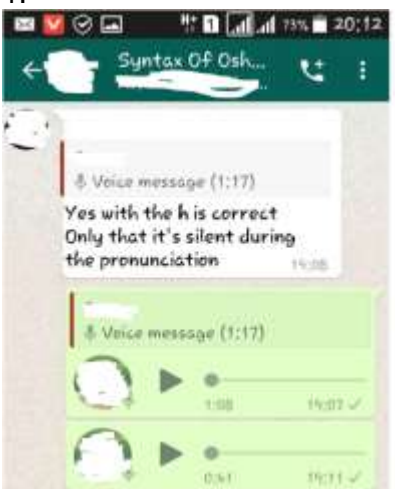 73% 20:12
Syntax Of Osh...
Voice message (1:17)
Yes with the h is correct
Only that it's silent during
the pronunciation 19:08
Voice message (1:17)
1:08 19:07
0:41 19:11